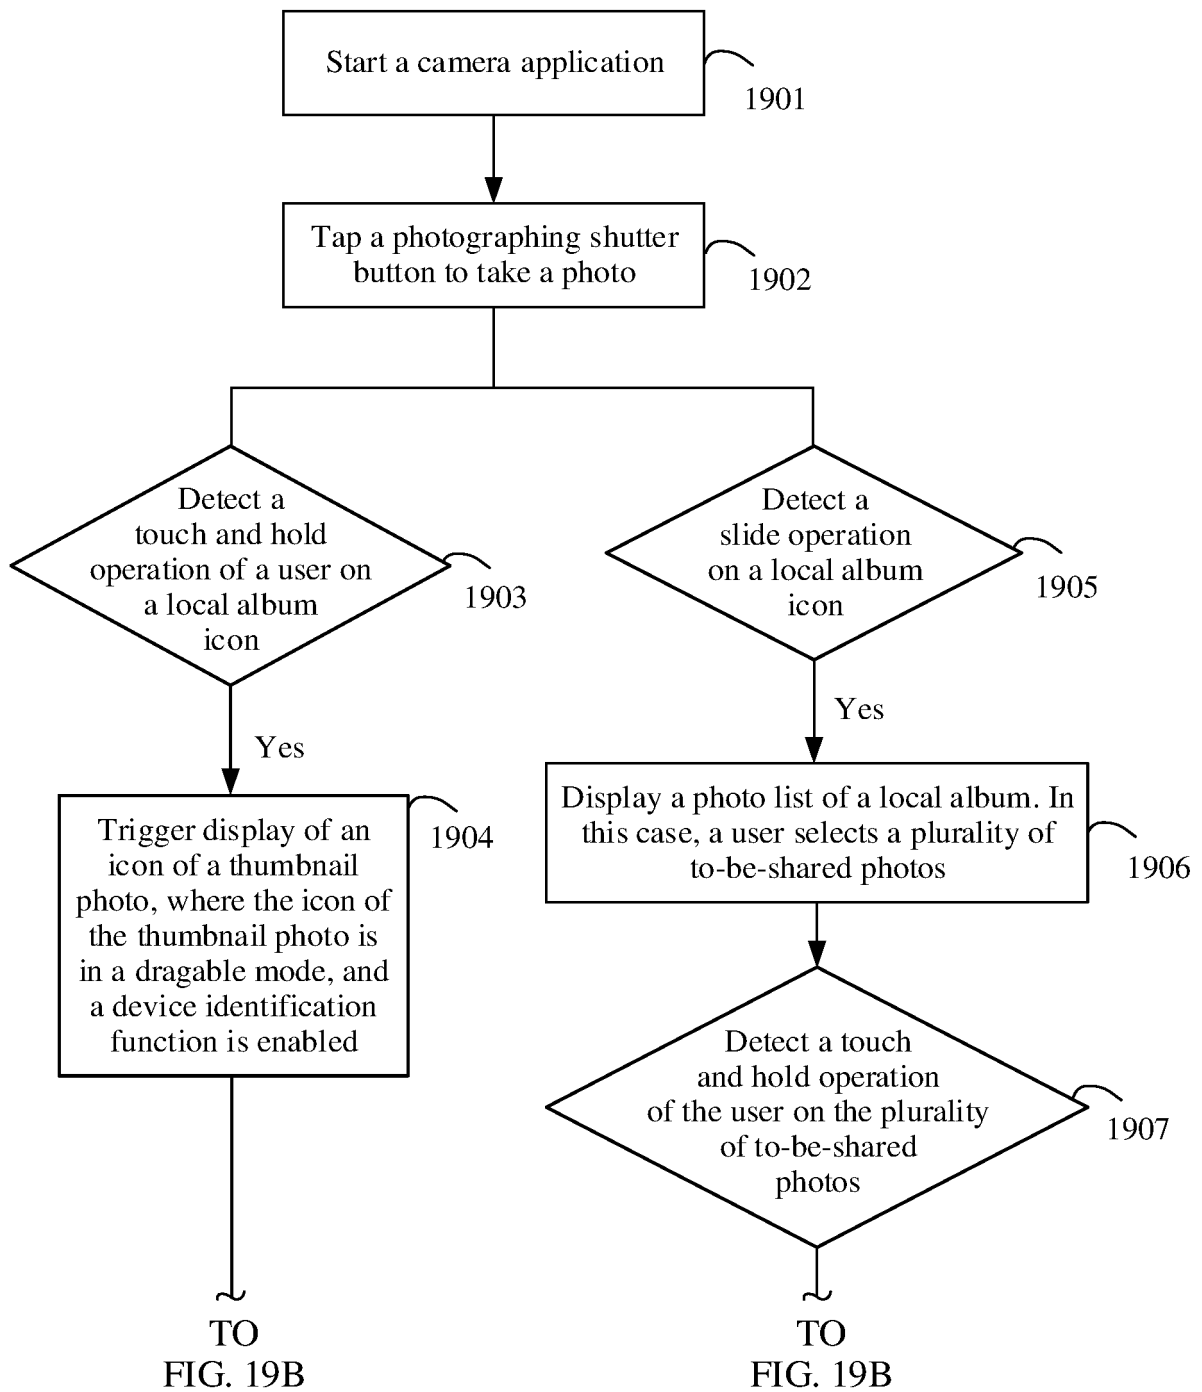 Start a camera application
1901
Tap a photographing shutter
button to take a photo
1902
Detect a
touch and hold
operation of a user on
a local album
icon
1903
Yes
Trigger display of an
icon of a thumbnail
photo, where the icon of
the thumbnail photo is
in a dragable mode, and
a device identification
function is enabled
1904
TO
FIG. 19B
Detect a
slide operation
on a local album
icon
1905
Yes
Display a photo list of a local album. In
this case, a user selects a plurality of
to-be-shared photos
1906
Detect a touch
and hold operation
of the user on the plurality
of to-be-shared
photos
1907
TO
FIG. 19B